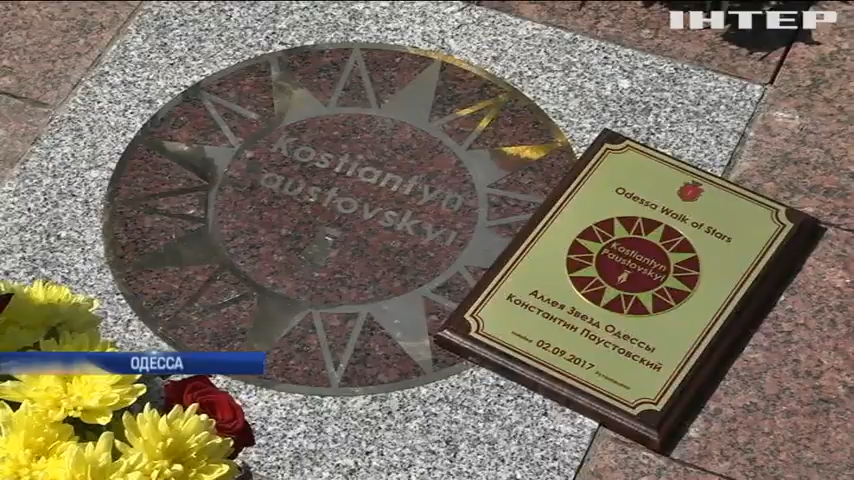 ІНТЕР
Kostiantyn
Paustovskyi
Odessa Walk of Stars
Kostiantyn
Paustovskyi
Аллея Звезд Одессы
Константин Паустовский
02.09.2017
ОДЕССА